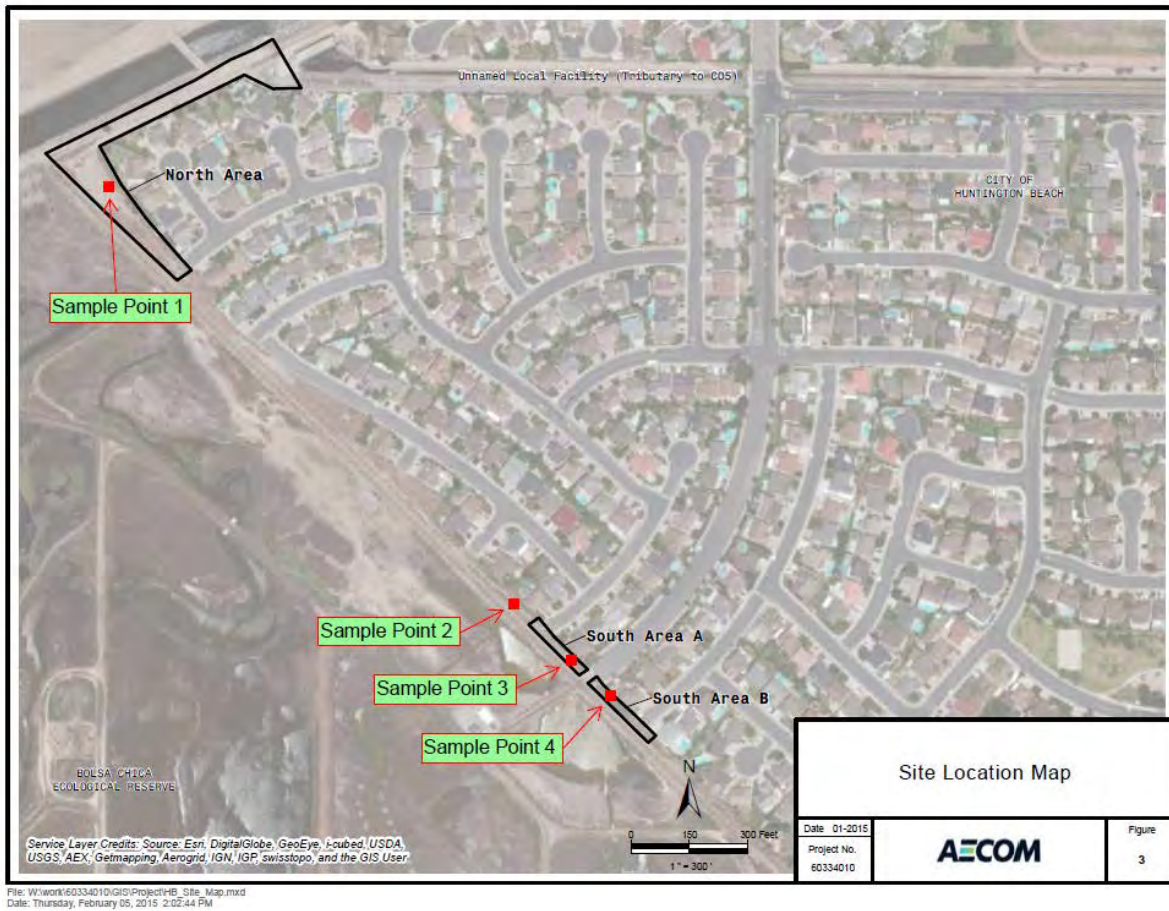 Unnamed Local Facility (Tributary to C05)
CITY OF
HUNTINGTON BEACH
North Area
Sample Point 1
Sample Point 2
South Area A
Sample Point 3
South Area B
Sample Point 4
BOLSA CHICA
ECOLOGICAL RESERVE
N
0 150 300 Feet
1 " = 300 '
Service Layer Credits: Source: Esri, DigitalGlobe, GeoEye, i-cubed, USDA,
USGS, AEX, Getmapping, Aerogrid, IGN, IGP, swisstopo, and the GIS User
Site Location Map
Date 01-2015
Project No.
60334010
AECOM
Figure
3
File: W:\work\60334010\GIS\Project\HB_Site_Map.mxd
Date: Thursday, February 05, 2015 2:02:44 PM